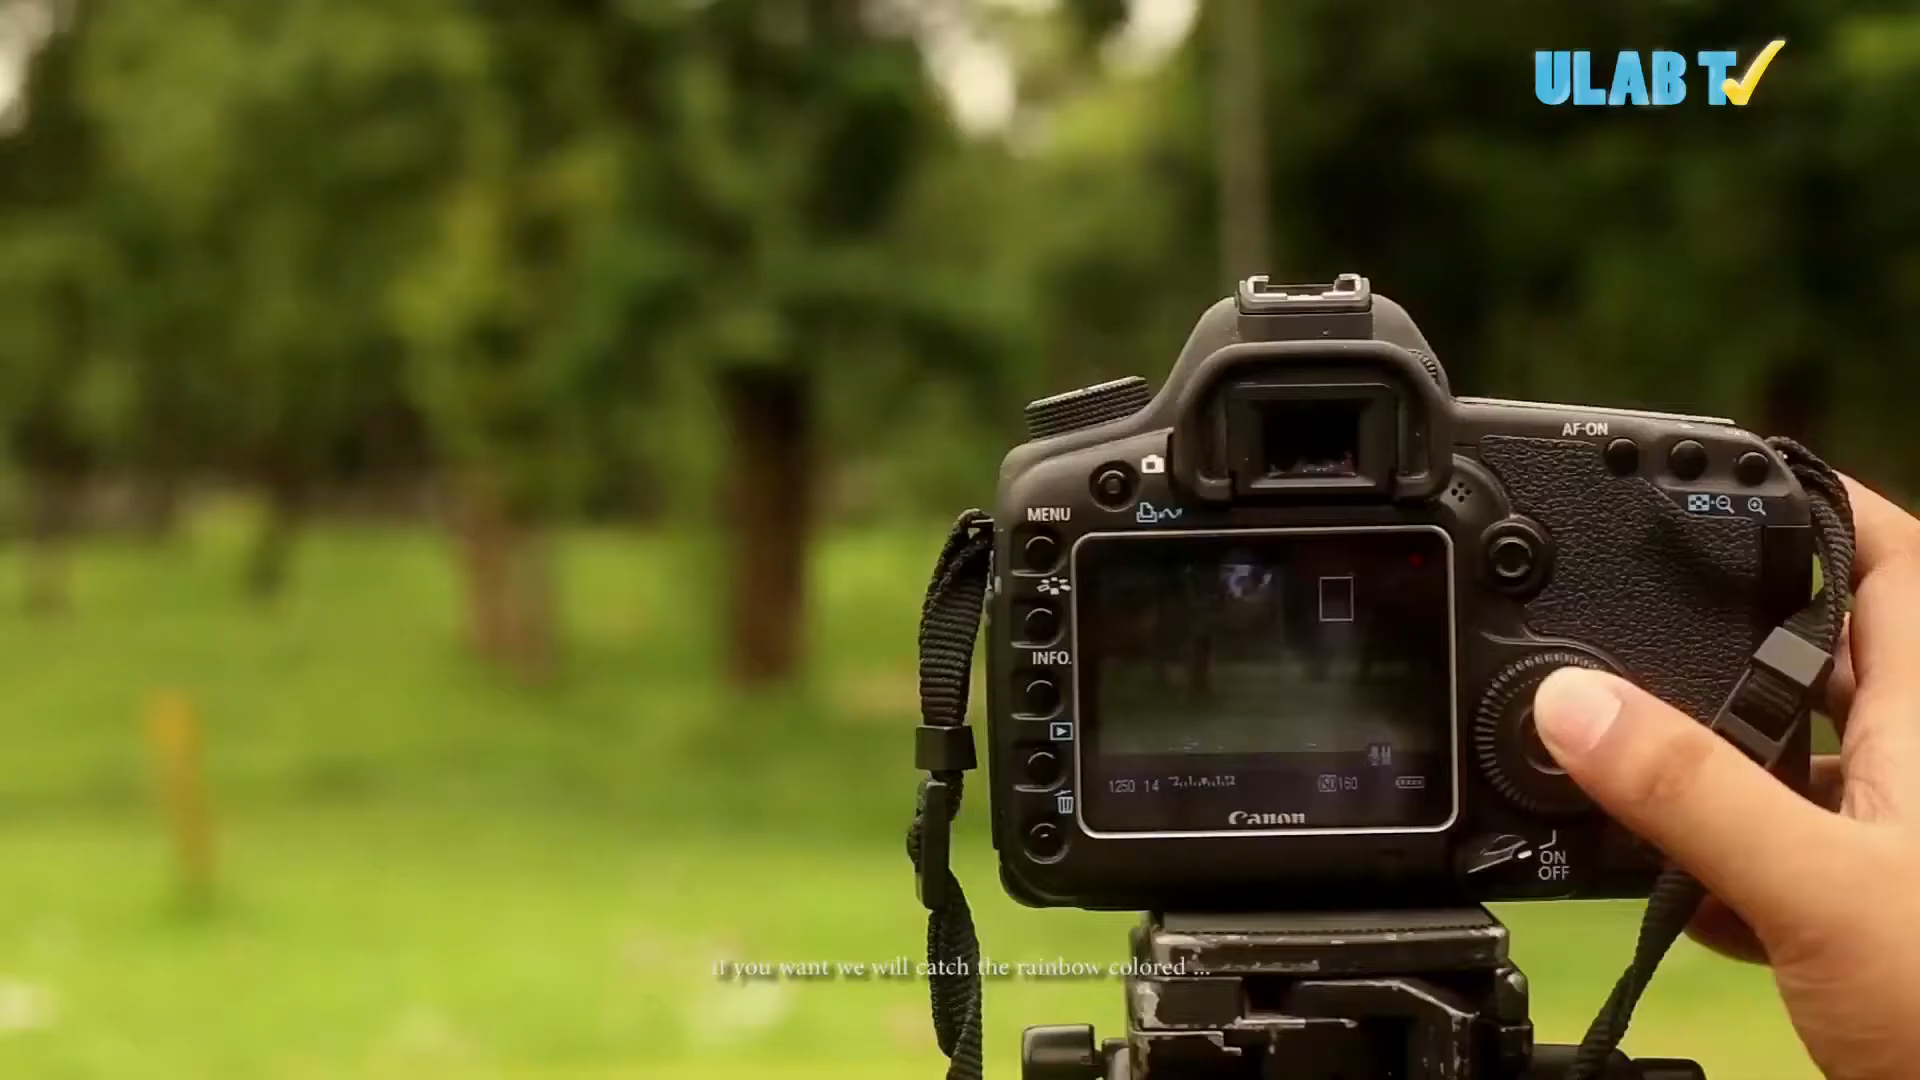 ULAB TV
AF-ON
MENU
INFO.
1250 14
ISO 160
Canon
ON
OFF
if you want we will catch the rainbow colored ...